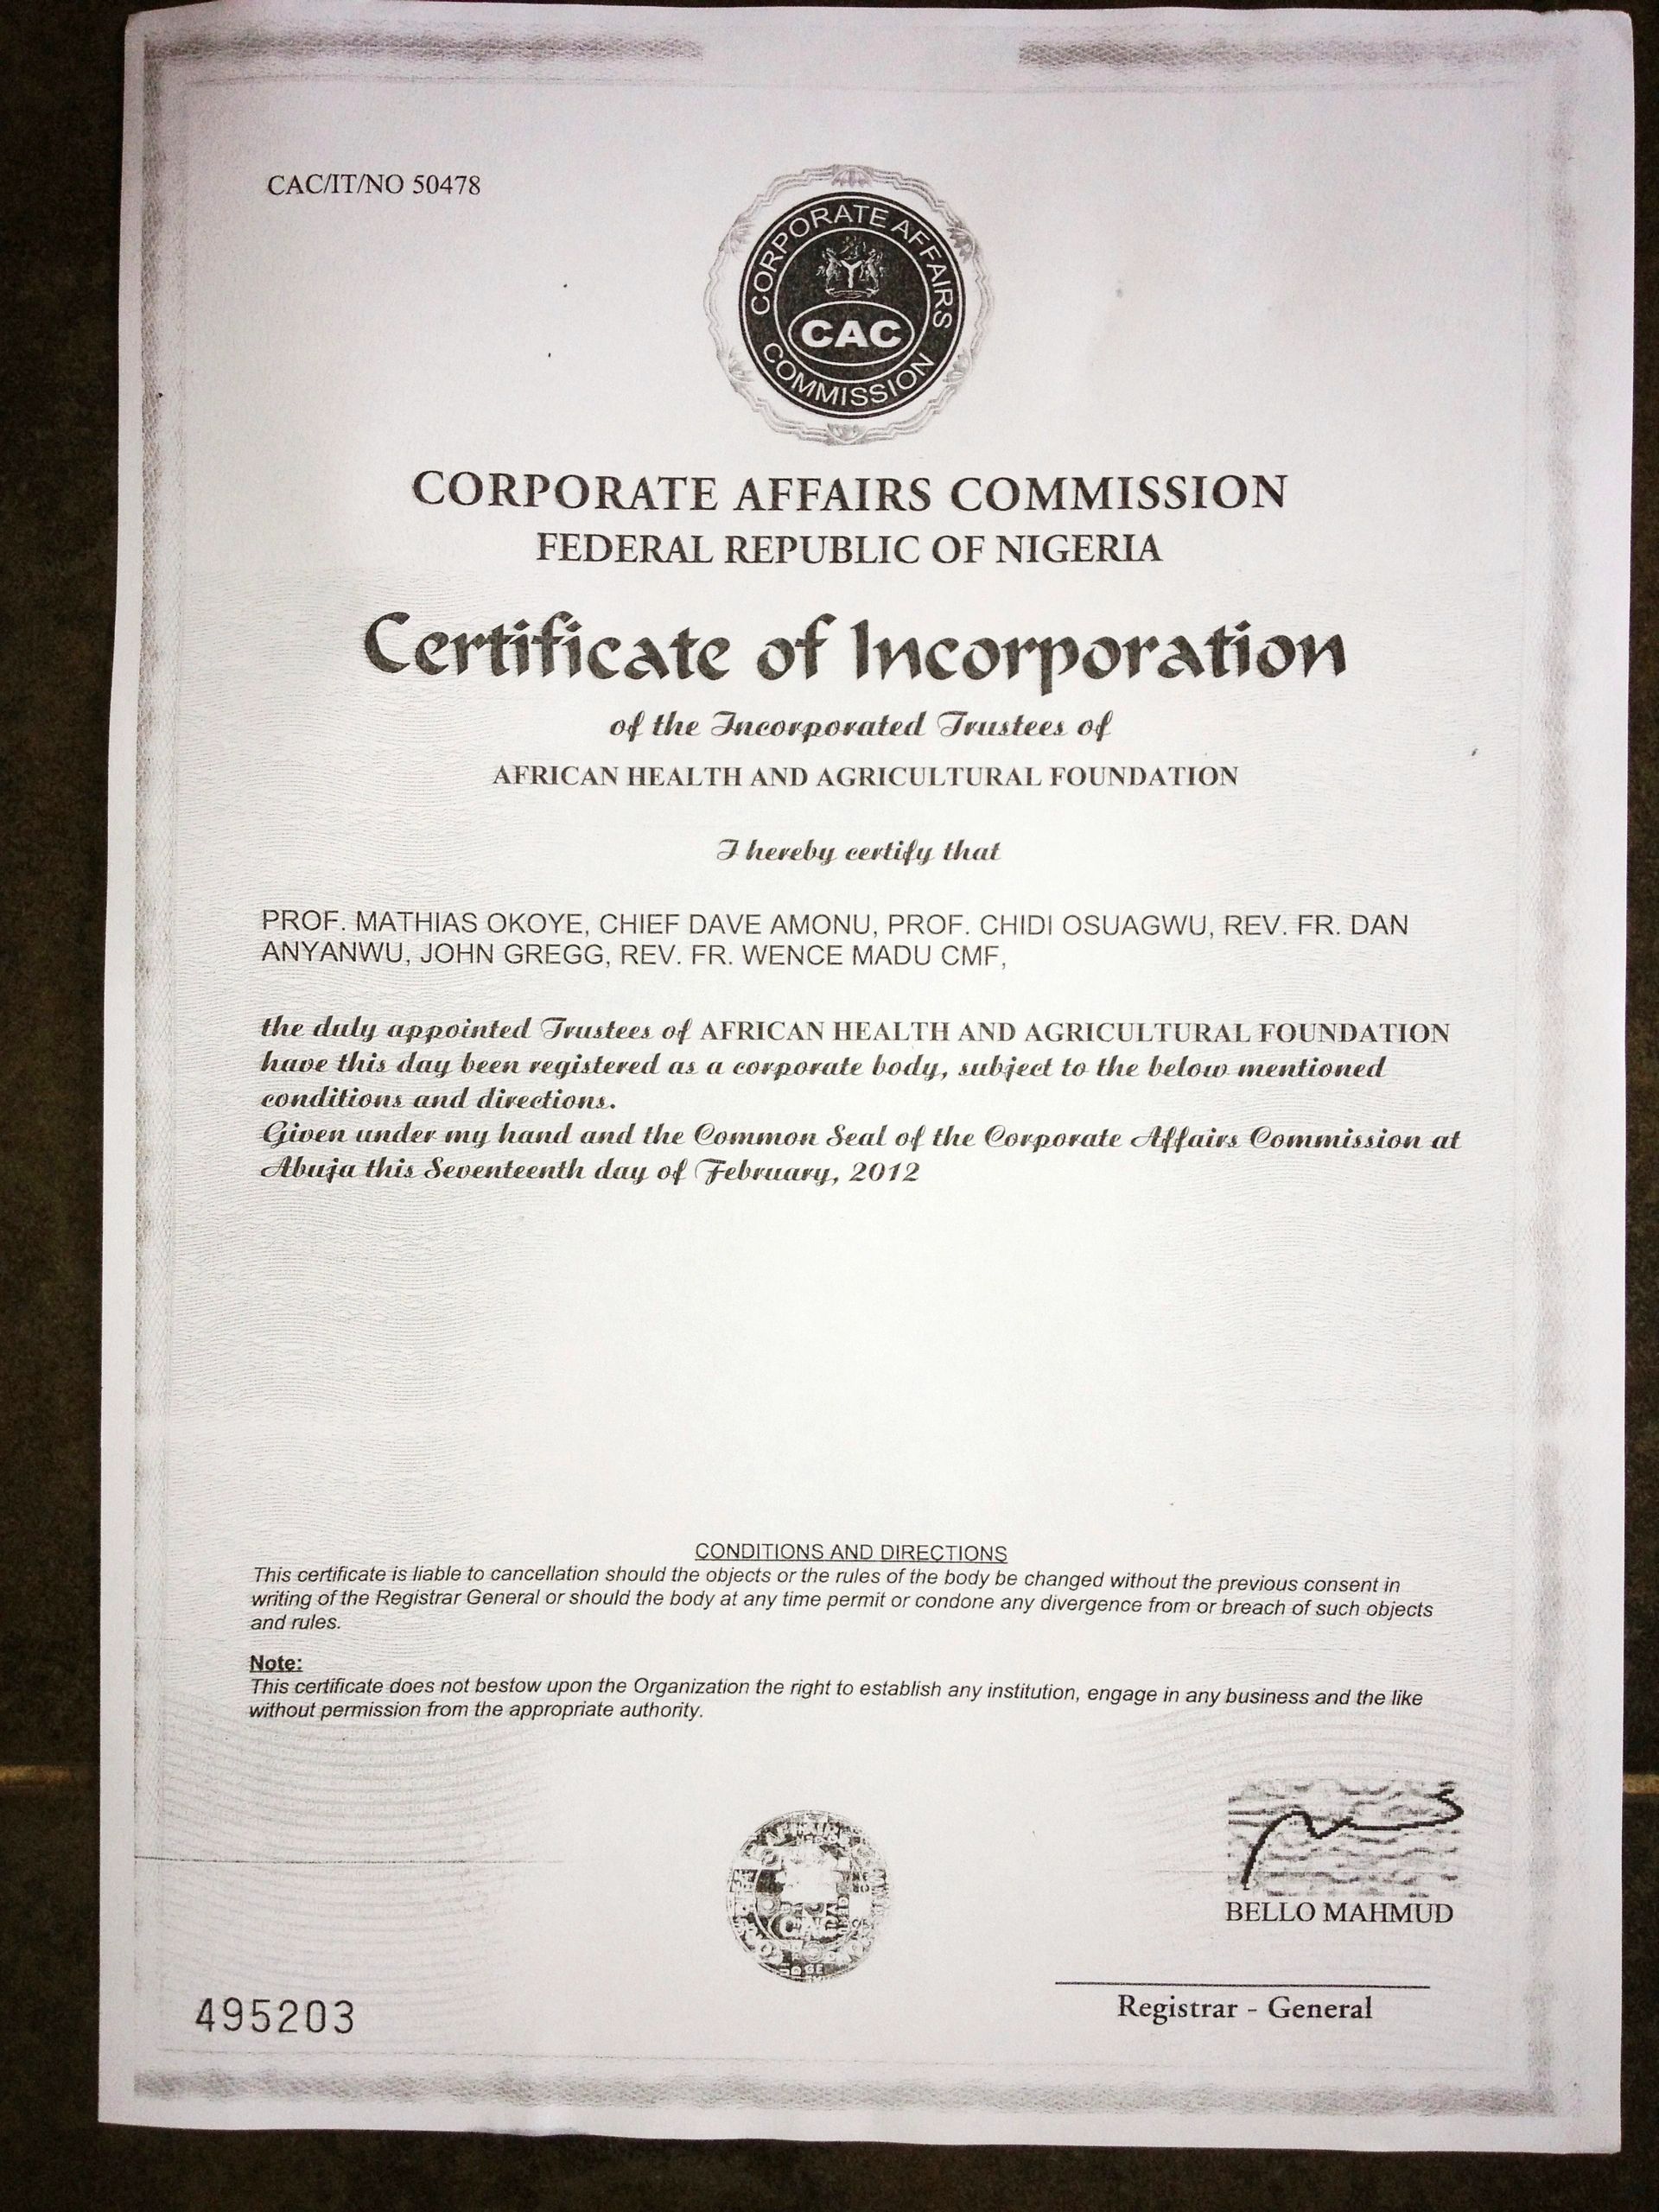 CAC/IT/NO 50478
CORPORATE AFFAIRS
CAC
COMMISSION
CORPORATE AFFAIRS COMMISSION
FEDERAL REPUBLIC OF NIGERIA
Certificate of Incorporation
of the Incorporated Trustees of
AFRICAN HEALTH AND AGRICULTURAL FOUNDATION
I hereby certify that
PROF. MATHIAS OKOYE, CHIEF DAVE AMONU, PROF. CHIDI OSUAGWU, REV. FR. DAN
ANYANWU, JOHN GREGG, REV. FR. WENCE MADU CMF,
the duly appointed Trustees of AFRICAN HEALTH AND AGRICULTURAL FOUNDATION
have this day been registered as a corporate body, subject to the below mentioned
conditions and directions.
Given under my hand and the Common Seal of the Corporate Affairs Commission at
Abuja this Seventeenth day of February, 2012
CONDITIONS AND DIRECTIONS
This certificate is liable to cancellation should the objects or the rules of the body be changed without the previous consent in
writing of the Registrar General or should the body at any time permit or condone any divergence from or breach of such objects
and rules.
Note:
This certificate does not bestow upon the Organization the right to establish any institution, engage in any business and the like
without permission from the appropriate authority.
BELLO MAHMUD
Registrar - General
495203